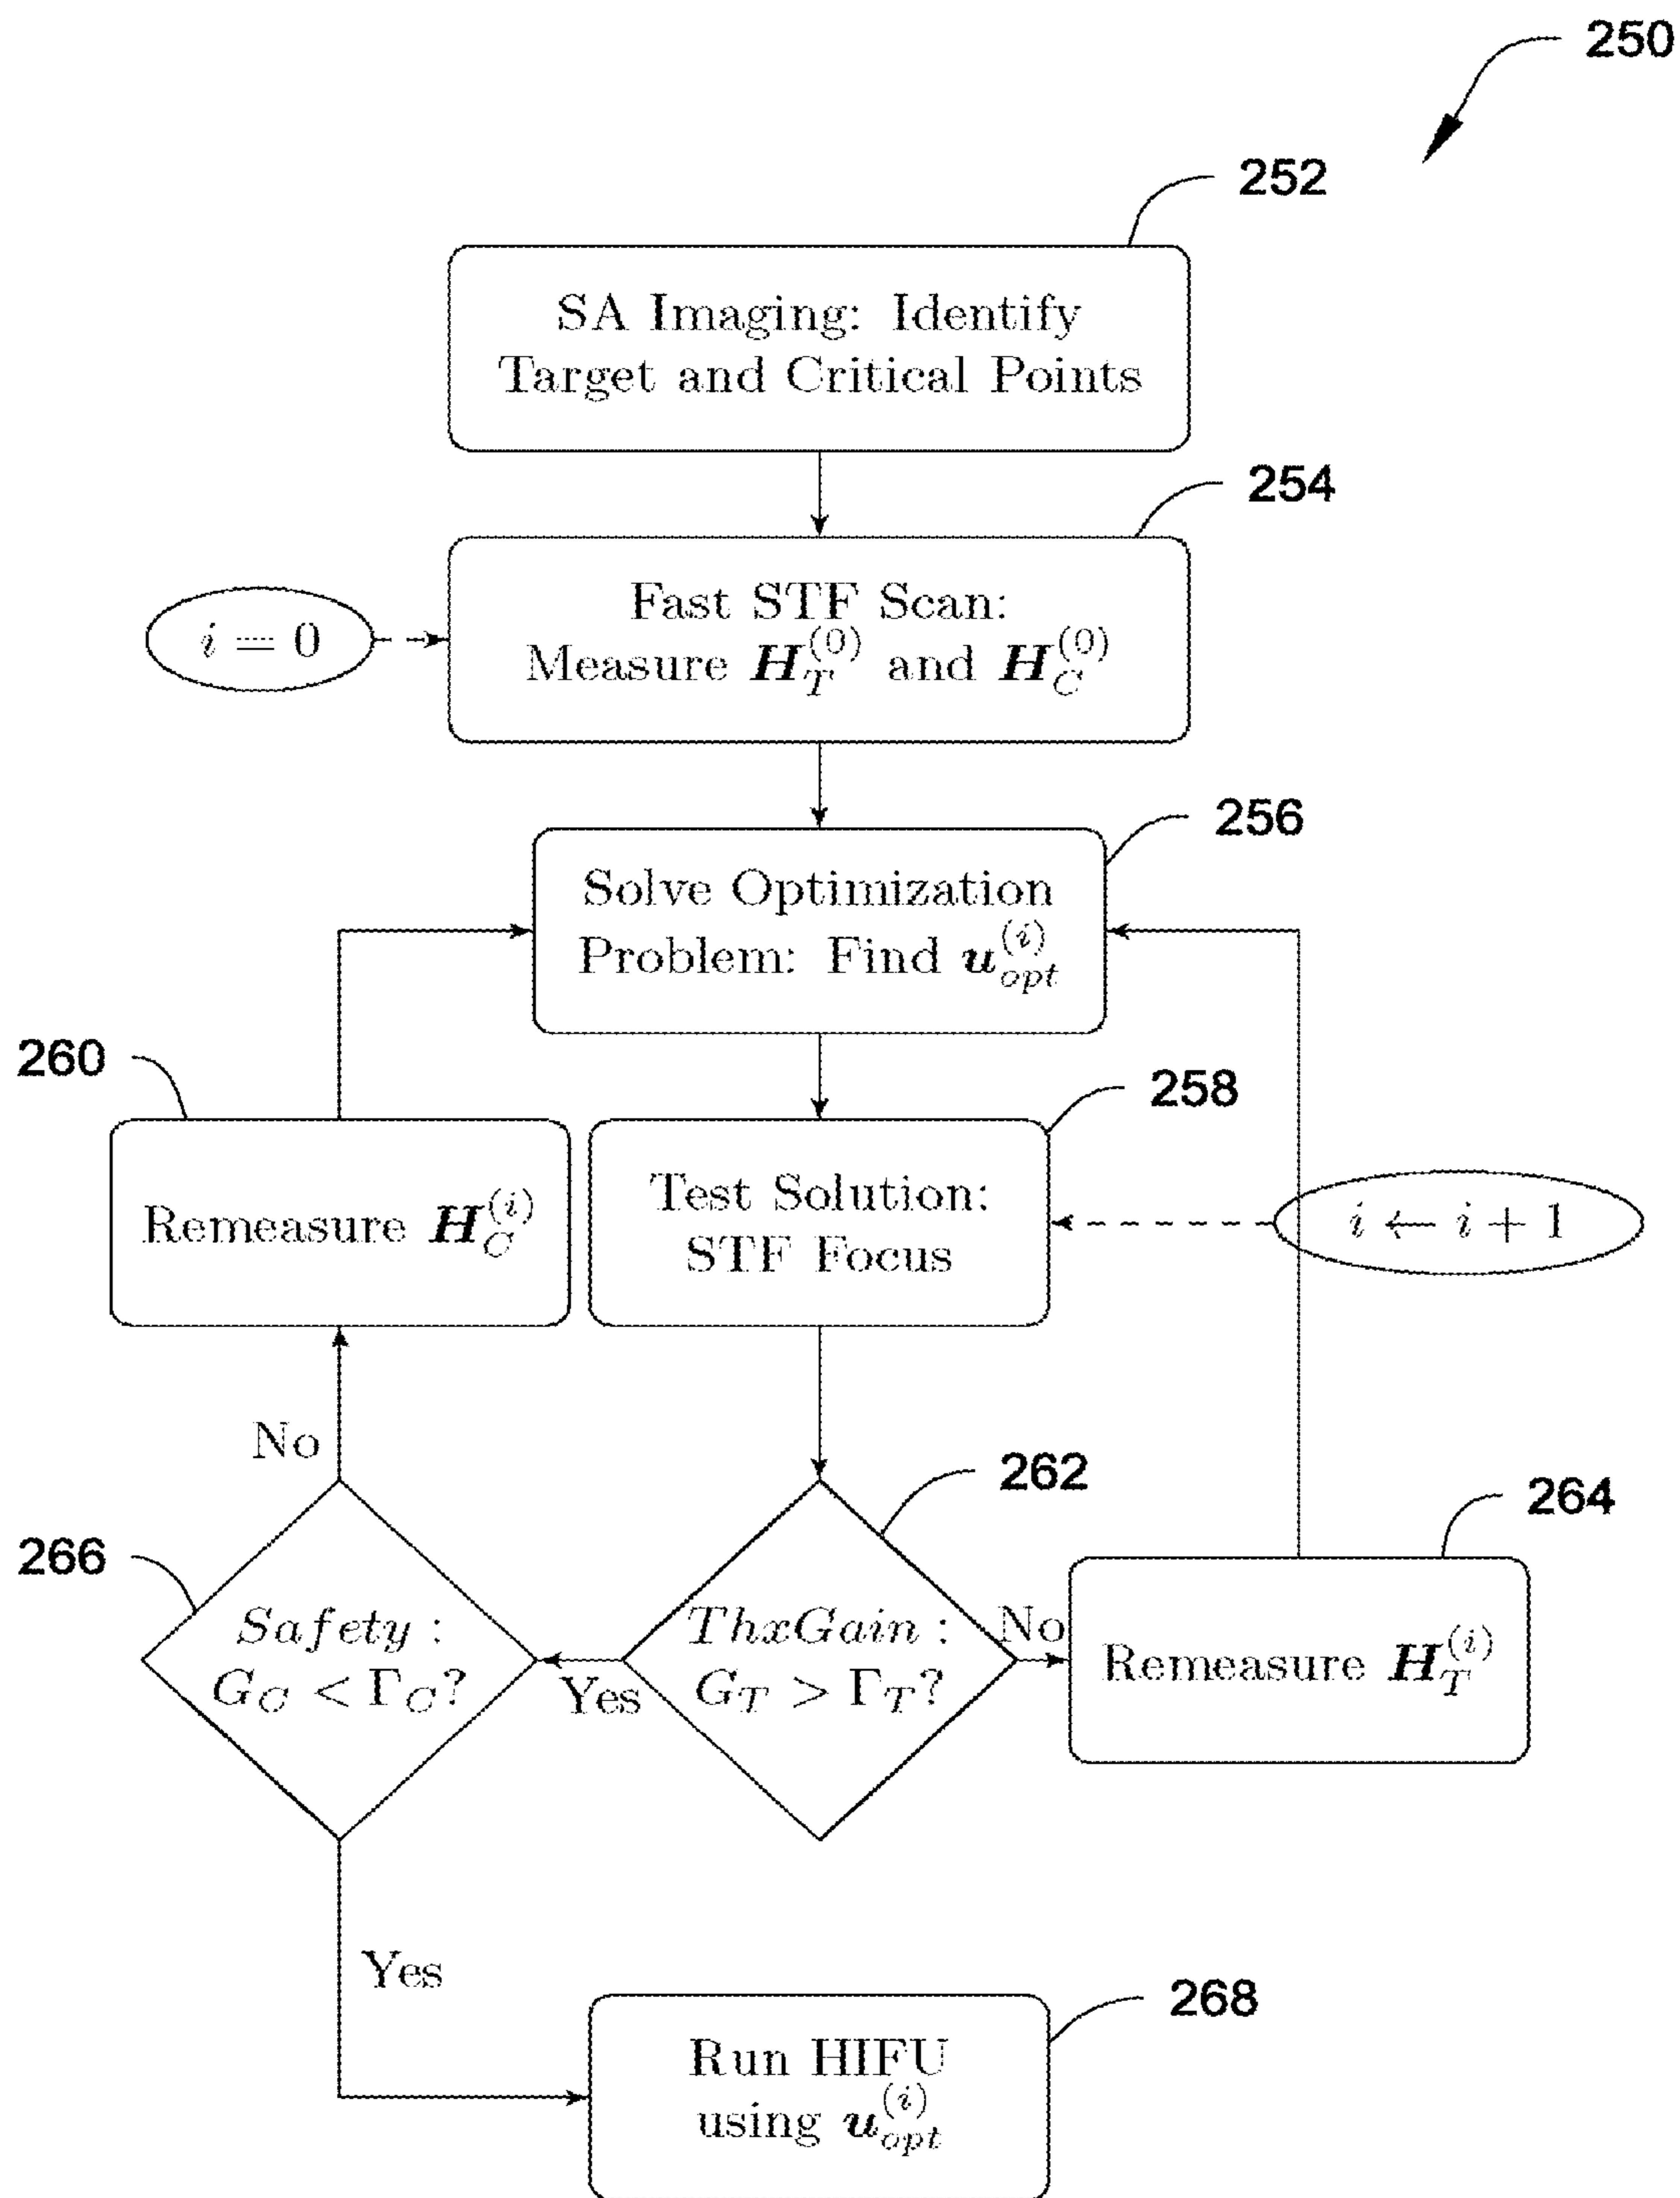 250
252
SA Imaging: Identify
Target and Critical Points
254
Fast STF Scan:
Measure H_T^(0) and H_C^(0)
i = 0
256
Solve Optimization
Problem: Find u_opt^(i)
260
258
Remeasure H_C^(i)
Test Solution:
STF Focus
i ← i + 1
No
262
264
266
Safety :
G_C < Γ_C?
Yes
ThxGain :
G_T > Γ_T?
No
Remeasure H_T^(i)
Yes
268
Run HIFU
using u_opt^(i)